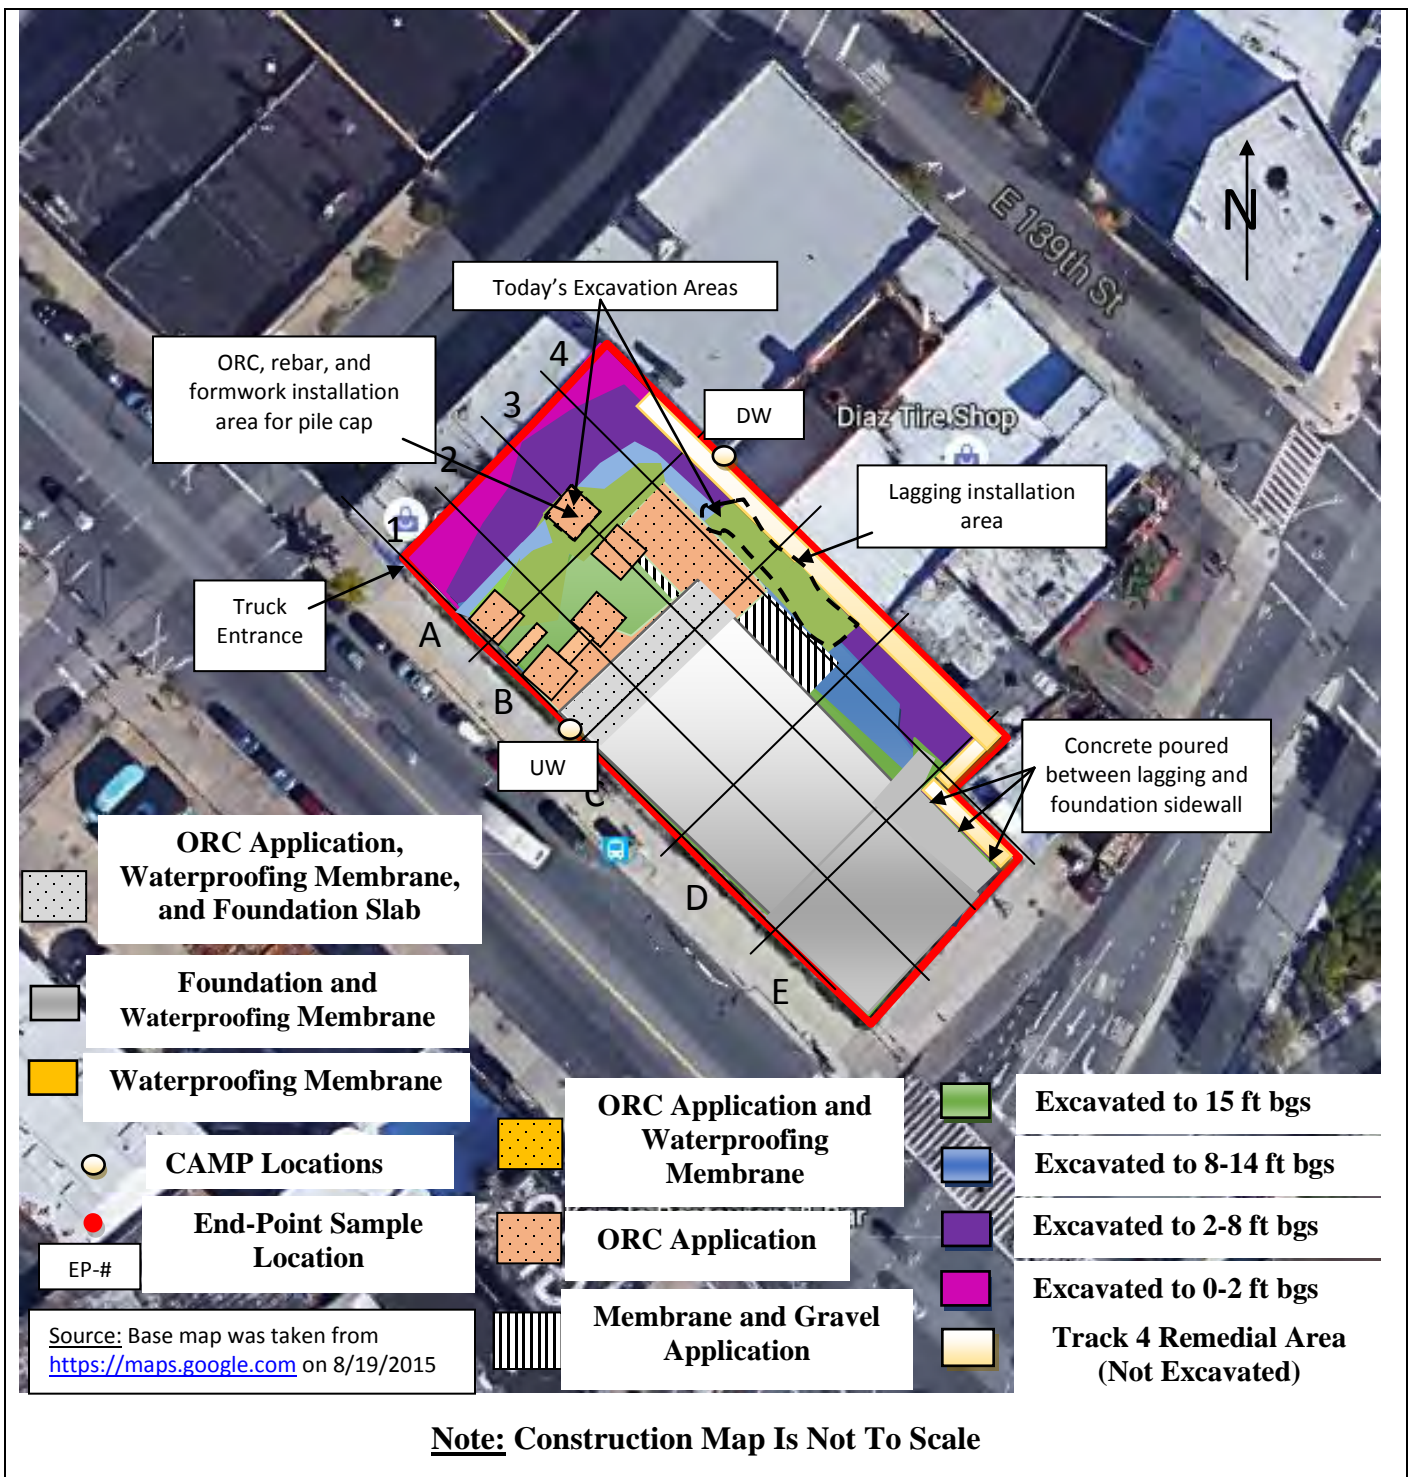 E 139th St
N
Today's Excavation Areas
ORC, rebar, and
formwork installation
area for pile cap
4
3
2
1
DW
Diaz Tire Shop
Lagging installation
area
Truck
Entrance
A
B
C
D
E
UW
Concrete poured
between lagging and
foundation sidewall
ORC Application,
Waterproofing Membrane,
and Foundation Slab
Foundation and
Waterproofing Membrane
Waterproofing Membrane
CAMP Locations
End-Point Sample
Location
EP-#
ORC Application and
Waterproofing
Membrane
ORC Application
Membrane and Gravel
Application
Excavated to 15 ft bgs
Excavated to 8-14 ft bgs
Excavated to 2-8 ft bgs
Excavated to 0-2 ft bgs
Track 4 Remedial Area
(Not Excavated)
Source: Base map was taken from
https://maps.google.com on 8/19/2015
Note: Construction Map Is Not To Scale